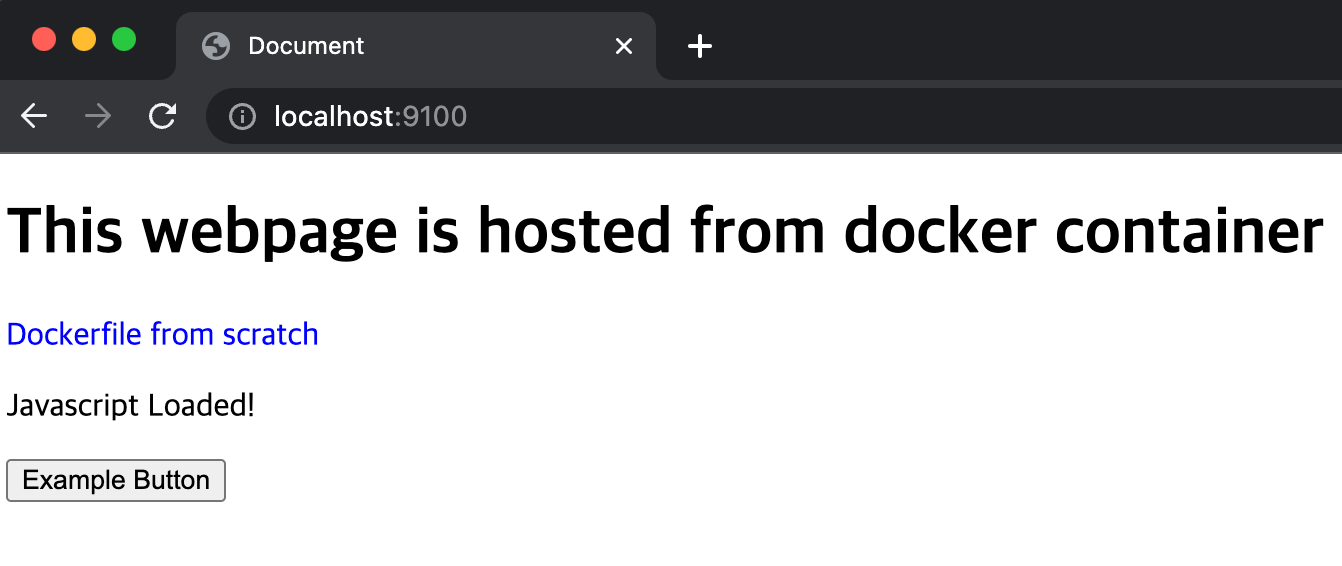 Document
localhost:9100
This webpage is hosted from docker container
Dockerfile from scratch
Javascript Loaded!
Example Button